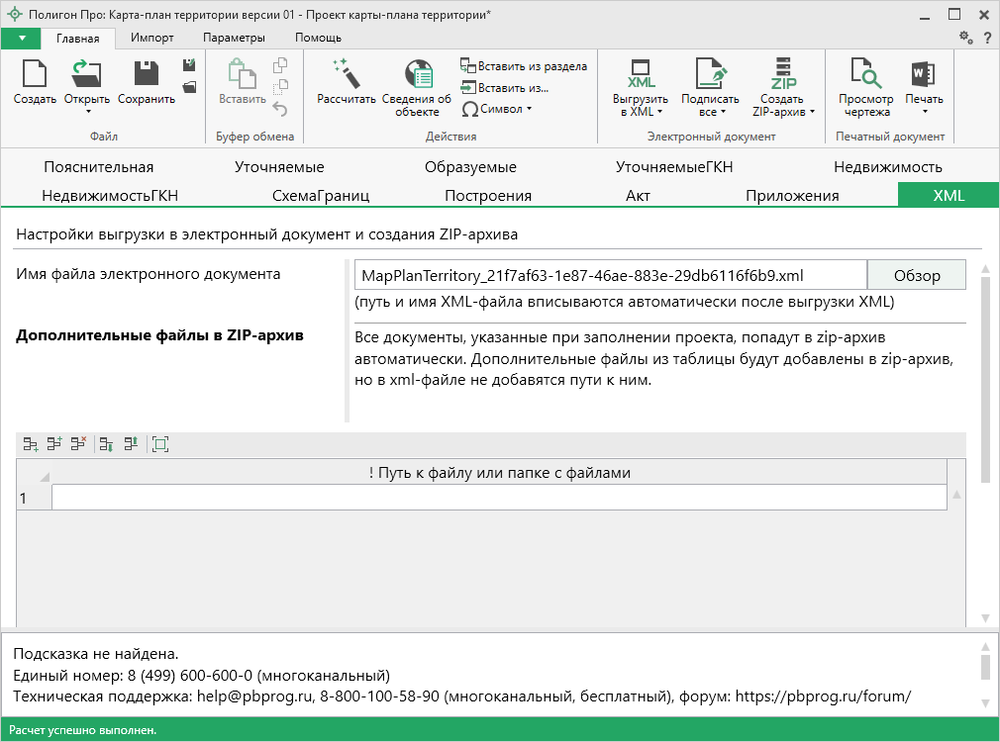 Полигон Про: Карта-план территории версии 01 - Проект карты-плана территории*
Главная Импорт Параметры Помощь ?
Создать Открыть Сохранить Вставить Рассчитать Сведения об объекте
Вставить из раздела
Вставить из...
Символ
XML Выгрузить в XML Подписать все ZIP Создать ZIP-архив Просмотр чертежа W Печать
Файл Буфер обмена Действия Электронный документ Печатный документ
Пояснительная Уточняемые Образуемые УточняемыеГКН Недвижимость
НедвижимостьГКН СхемаГраниц Построения Акт Приложения XML
Настройки выгрузки в электронный документ и создания ZIP-архива
Имя файла электронного документа MapPlanTerritory_21f7af63-1e87-46ae-883e-29db6116f6b9.xml Обзор
(путь и имя XML-файла вписываются автоматически после выгрузки XML)
Дополнительные файлы в ZIP-архив Все документы, указанные при заполнении проекта, попадут в zip-архив
автоматически. Дополнительные файлы из таблицы будут добавлены в zip-архив,
но в xml-файле не добавятся пути к ним.
! Путь к файлу или папке с файлами
1
Подсказка не найдена.
Единый номер: 8 (499) 600-600-0 (многоканальный)
Техническая поддержка: help@pbprog.ru, 8-800-100-58-90 (многоканальный, бесплатный), форум: https://pbprog.ru/forum/
Расчет успешно выполнен.